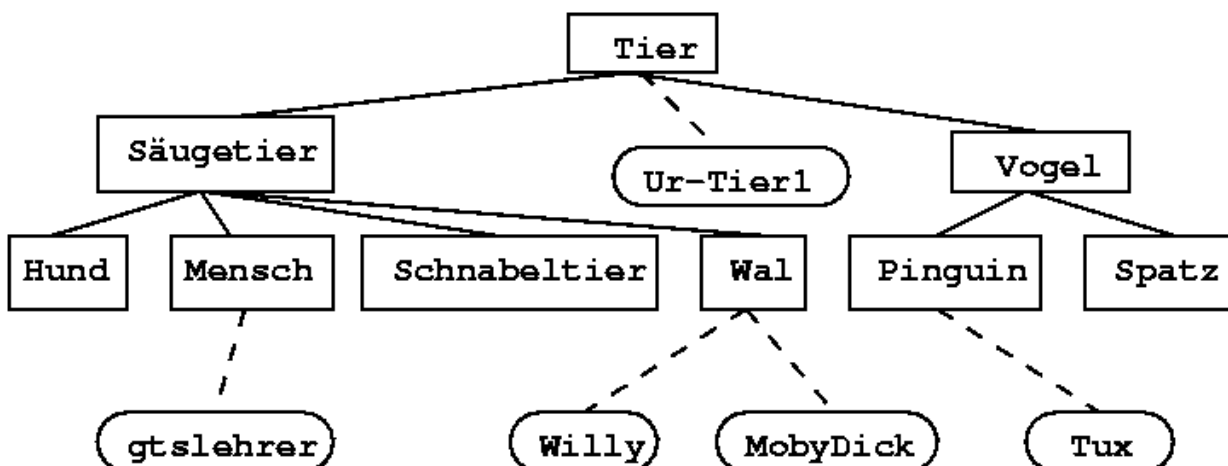 Tier
Säugetier
Ur-Tier1
Vogel
Hund
Mensch
Schnabeltier
Wal
Pinguin
Spatz
gtslehrer
Willy
MobyDick
Tux